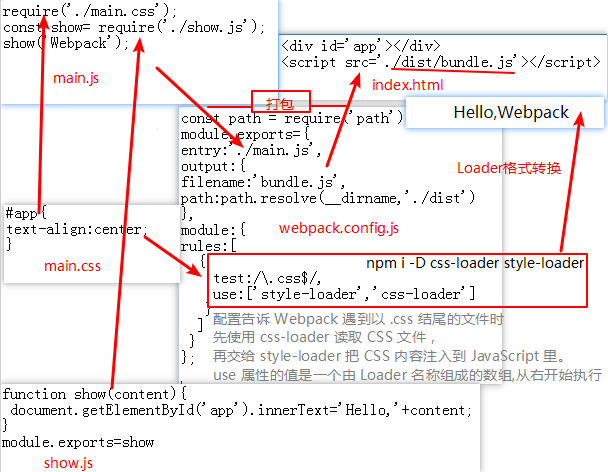 require('./main.css');
const show= require('./show.js');
show('Webpack');
main.js
<div id='app'></div>
<script src='./dist/bundle.js'></script>
index.html
打包
Hello,Webpack
const path = require('path')
module.exports={
entry:'./main.js',
output:{
filename:'bundle.js',
path:path.resolve(__dirname,'./dist')
},
module:{
rules:[
{
Loader格式转换
webpack.config.js
#app{
text-align:center;
}
main.css
npm i -D css-loader style-loader
test:/\.css$/,
use:['style-loader','css-loader']
}
]
}
};
配置告诉 Webpack 遇到以 .css 结尾的文件时
先使用 css-loader 读取 CSS 文件，
再交给 style-loader 把 CSS 内容注入到 JavaScript 里。
use 属性的值是一个由 Loader 名称组成的数组,从右开始执行
function show(content){
document.getElementById('app').innerText='Hello,'+content;
}
module.exports=show
show.js